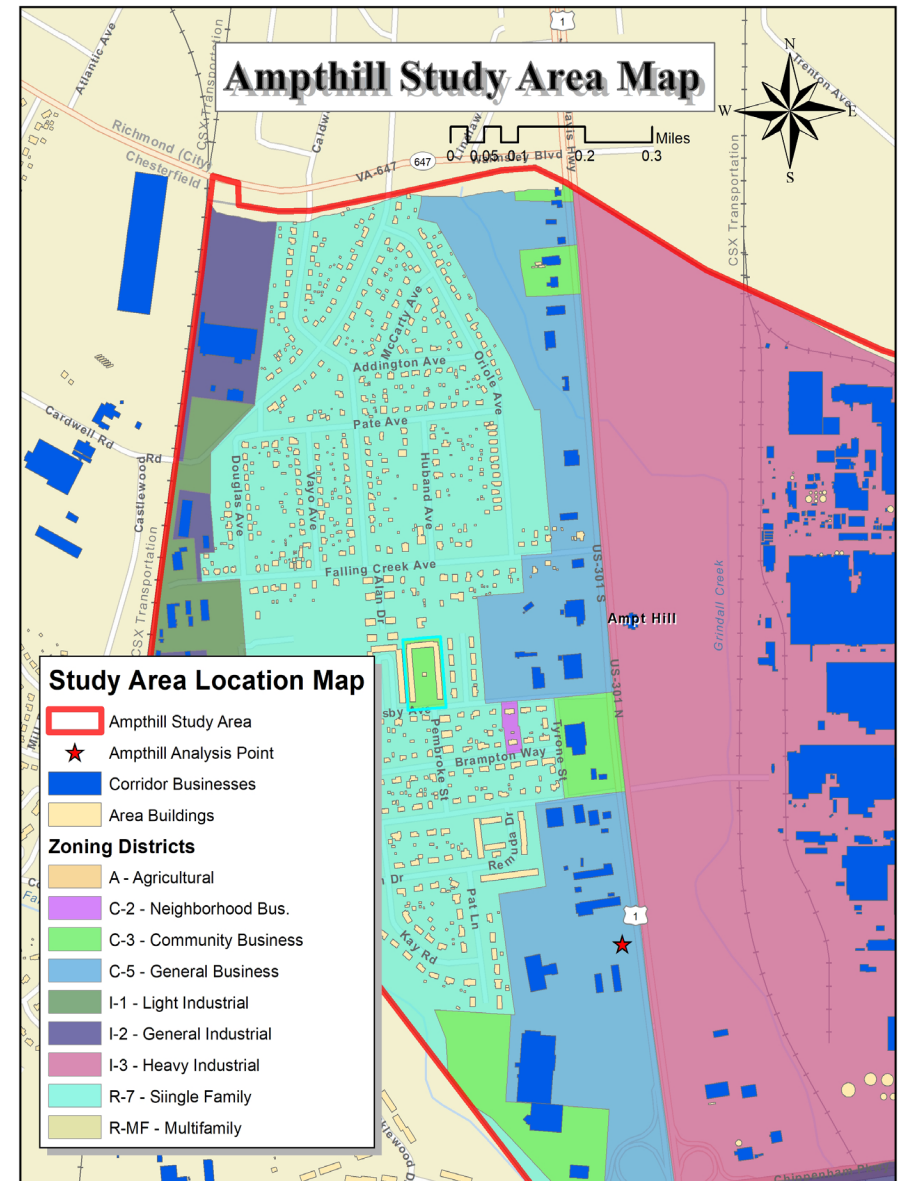 1
Atlantic Ave
CSX Transportation
Ampthill Study Area Map
N
W
E
S
Trenton Ave
Richmond (City)
Chesterfield
Miles
0 0.05 0.1 0.2 0.3
VA-647
647
Walmsley Blvd
CSX Transportation
McCarty Ave
Addington Ave
Oriole Ave
Pate Ave
Cardwell Rd
Rd
Castlewood
Douglas Ave
Vayo Ave
Huband Ave
CSX Transportation
Falling Creek Ave
Alan Dr
US-301 S
Ampt Hill
Grindall Creek
US-301 N
sby Ave
Pembroke St
Brampton Way
Tyrone St
Study Area Location Map
Ampthill Study Area
Ampthill Analysis Point
Corridor Businesses
Area Buildings
Zoning Districts
A - Agricultural
C-2 - Neighborhood Bus.
C-3 - Community Business
C-5 - General Business
I-1 - Light Industrial
I-2 - General Industrial
I-3 - Heavy Industrial
R-7 - Siingle Family
R-MF - Multifamily
n Dr
Pat Ln
Kay Rd
1